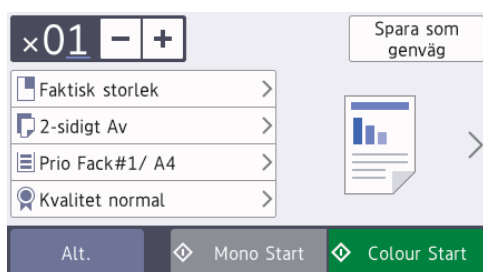 ×01 - +
Spara som
genväg
Faktisk storlek
2-sidigt Av
Prio Fack#1/ A4
Kvalitet normal
Alt.
Mono Start
Colour Start